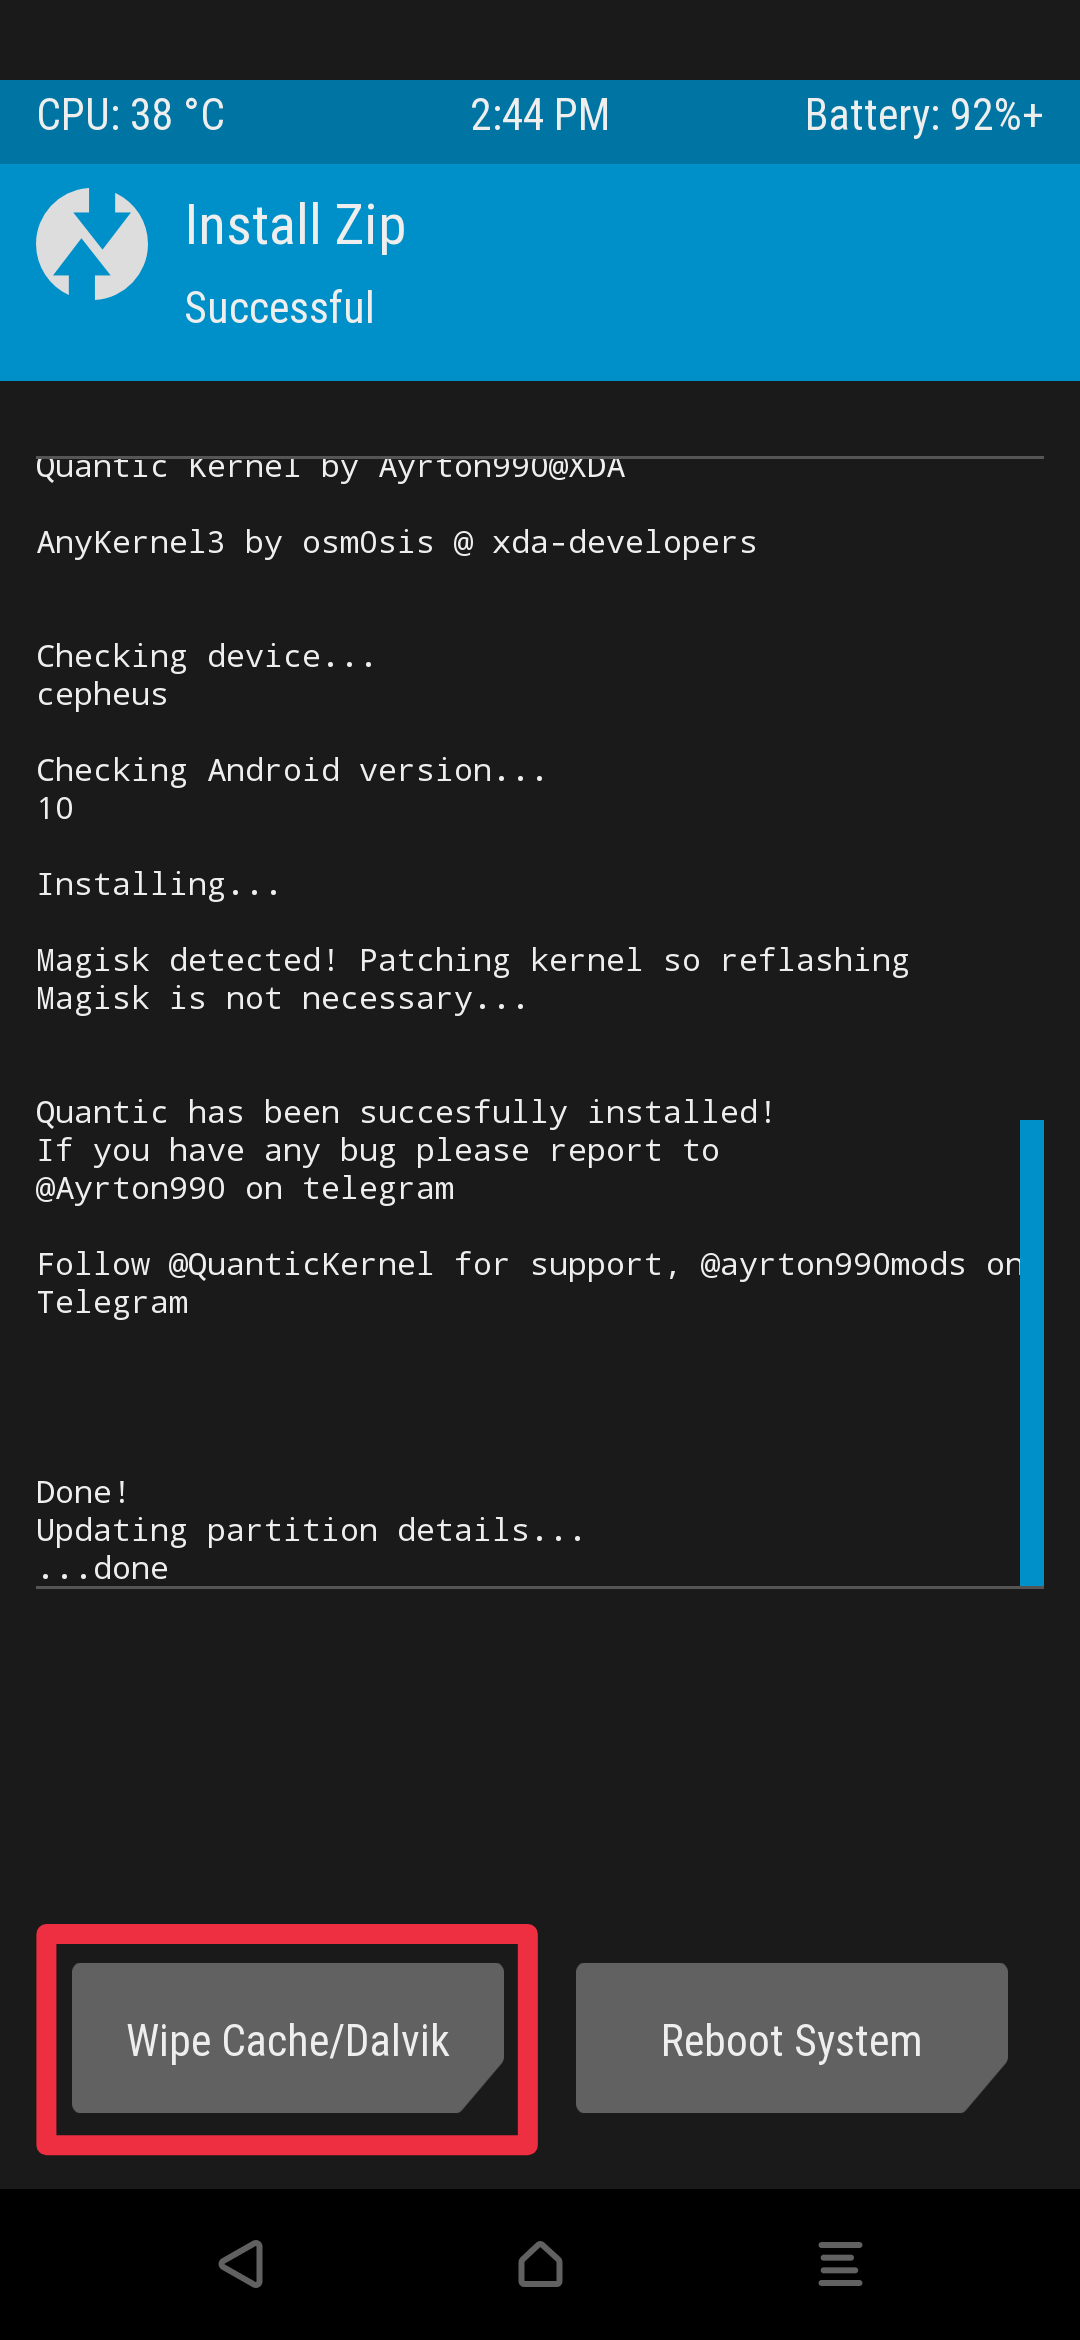 CPU: 38 °C 2:44 PM Battery: 92%+
Install Zip
Successful
Quantic Kernel by Ayrton990@XDA
AnyKernel3 by osm0sis @ xda-developers
Checking device...
cepheus
Checking Android version...
10
Installing...
Magisk detected! Patching kernel so reflashing
Magisk is not necessary...
Quantic has been succesfully installed!
If you have any bug please report to
@Ayrton990 on telegram
Follow @QuanticKernel for support, @ayrton990mods on
Telegram
Done!
Updating partition details...
...done
Wipe Cache/Dalvik Reboot System